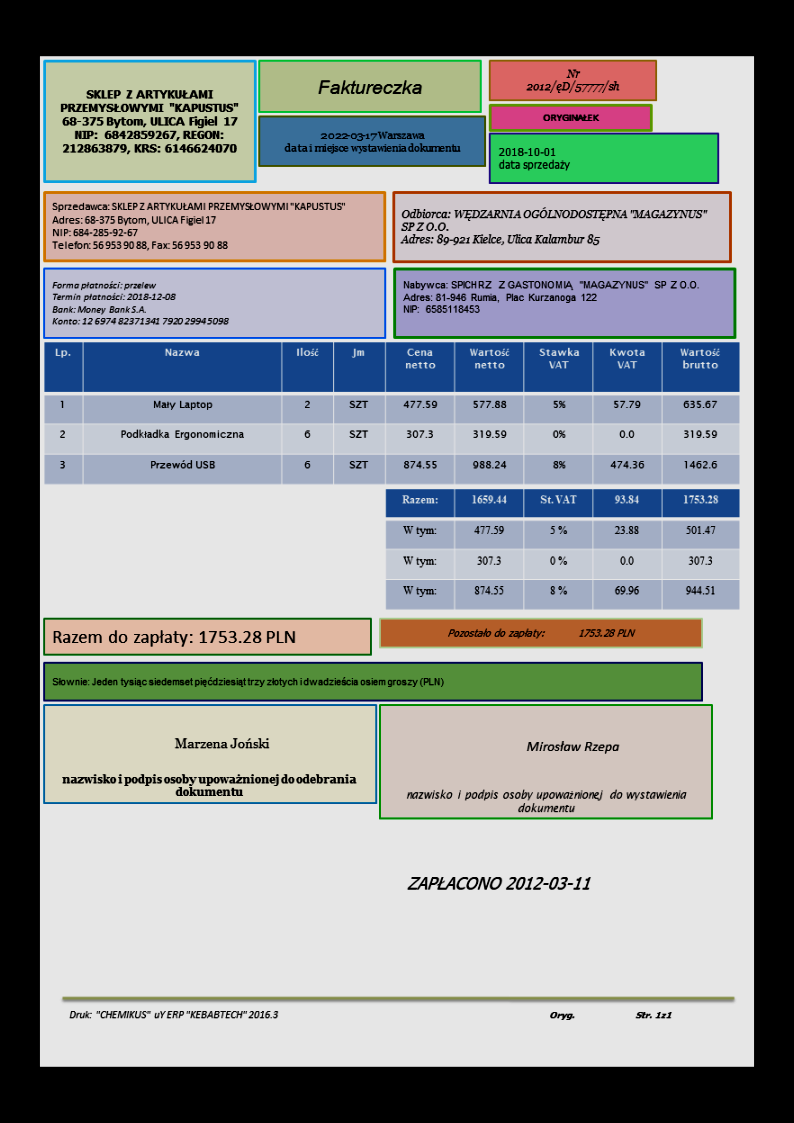 SKLEP Z ARTYKUŁAMI
PRZEMYSŁOWYMI "KAPUSTUS"
68-375 Bytom, ULICA Figiel 17
NIP: 6842859267, REGON:
212863879, KRS: 6146624070
Faktureczka
2022-03-17 Warszawa
data i miejsce wystawienia dokumentu
Nr
2012/ęD/57777/sh
ORYGINAŁEK
2018-10-01
data sprzedaży
Sprzedawca: SKLEP Z ARTYKUŁAMI PRZEMYSŁOWYMI "KAPUSTUS"
Adres: 68-375 Bytom, ULICA Figiel 17
NIP: 684-285-92-67
Telefon: 56 953 90 88, Fax: 56 953 90 88
Odbiorca: WĘDZARNIA OGÓLNODOSTĘPNA "MAGAZYNUS"
SP Z O.O.
Adres: 89-921 Kielce, Ulica Kalambur 85
Forma płatności: przelew
Termin płatności: 2018-12-08
Bank: Money Bank S.A.
Konto: 12 6974 8237 1341 7920 2994 5098
Nabywca: SPICHRZ Z GASTONOMIĄ "MAGAZYNUS" SP Z O.O.
Adres: 81-946 Rumia, Plac Kurzanoga 122
NIP: 6585118453
Lp. Nazwa Ilość Jm Cena netto Wartość netto Stawka VAT Kwota VAT Wartość brutto
1 Mały Laptop 2 SZT 477.59 577.88 5% 57.79 635.67
2 Podkładka Ergonomiczna 6 SZT 307.3 319.59 0% 0.0 319.59
3 Przewód USB 6 SZT 874.55 988.24 8% 474.36 1462.6
Razem: 1659.44 St. VAT 93.84 1753.28
W tym: 477.59 5 % 23.88 501.47
W tym: 307.3 0 % 0.0 307.3
W tym: 874.55 8 % 69.96 944.51
Razem do zapłaty: 1753.28 PLN
Pozostało do zapłaty: 1753.28 PLN
Słownie: Jeden tysiąc siedemset pięćdziesiąt trzy złotych i dwadzieścia osiem groszy (PLN)
Marzena Joński
nazwisko i podpis osoby upoważnionej do odebrania
dokumentu
Mirosław Rzepa
nazwisko i podpis osoby upoważnionej do wystawienia
dokumentu
ZAPŁACONO 2012-03-11
Druk: "CHEMIKUS" uY ERP "KEBABTECH" 2016.3 Oryg. Str. 1z1